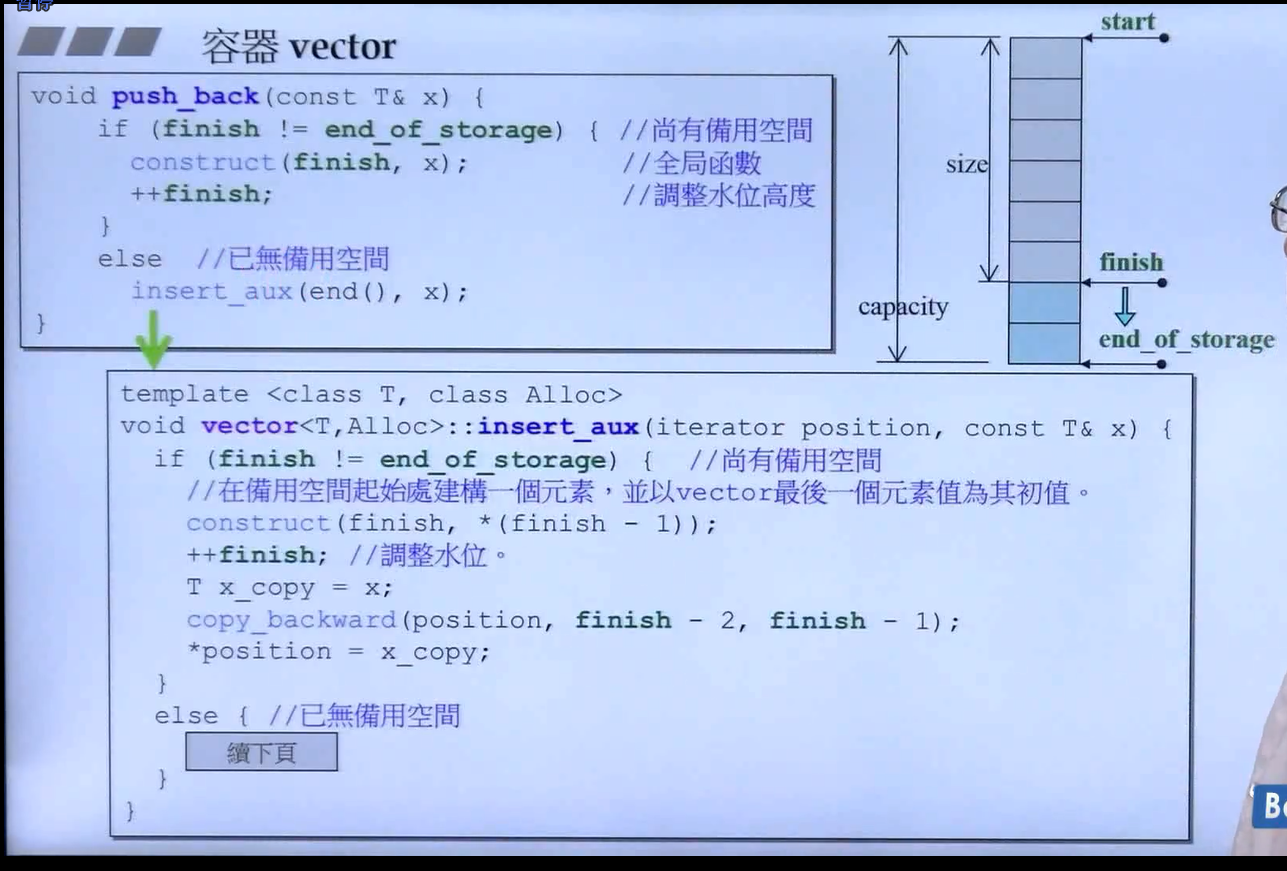 暂停
容器 vector
void push_back(const T& x) {
if (finish != end_of_storage) { //尚有備用空間
construct(finish, x); //全局函數
++finish; //調整水位高度
}
else //已無備用空間
insert_aux(end(), x);
}
start
size
finish
capacity
end_of_storage
template <class T, class Alloc>
void vector<T,Alloc>::insert_aux(iterator position, const T& x) {
if (finish != end_of_storage) { //尚有備用空間
//在備用空間起始處建構一個元素，並以vector最後一個元素值為其初值。
construct(finish, *(finish - 1));
++finish; //調整水位。
T x_copy = x;
copy_backward(position, finish - 2, finish - 1);
*position = x_copy;
}
else { //已無備用空間
續下頁
}
}